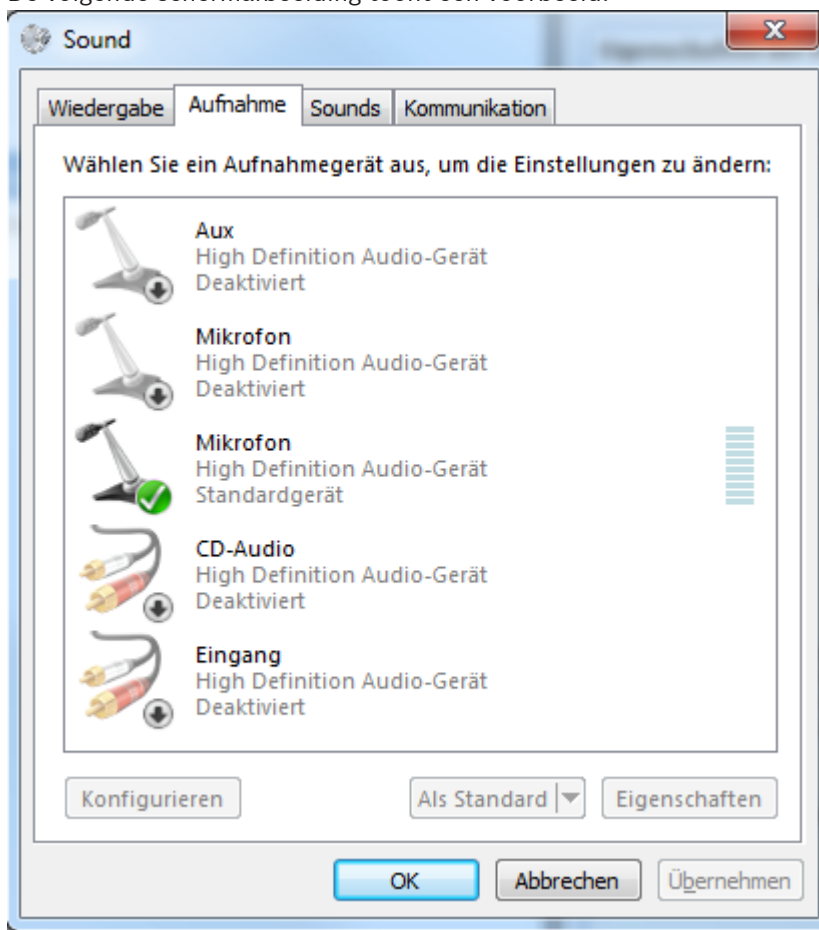 Sound
Wiedergabe Aufnahme Sounds Kommunikation
Wählen Sie ein Aufnahmegerät aus, um die Einstellungen zu ändern:
Aux
High Definition Audio-Gerät
Deaktiviert
Mikrofon
High Definition Audio-Gerät
Deaktiviert
Mikrofon
High Definition Audio-Gerät
Standardgerät
CD-Audio
High Definition Audio-Gerät
Deaktiviert
Eingang
High Definition Audio-Gerät
Deaktiviert
Konfigurieren Als Standard Eigenschaften
OK Abbrechen Übernehmen